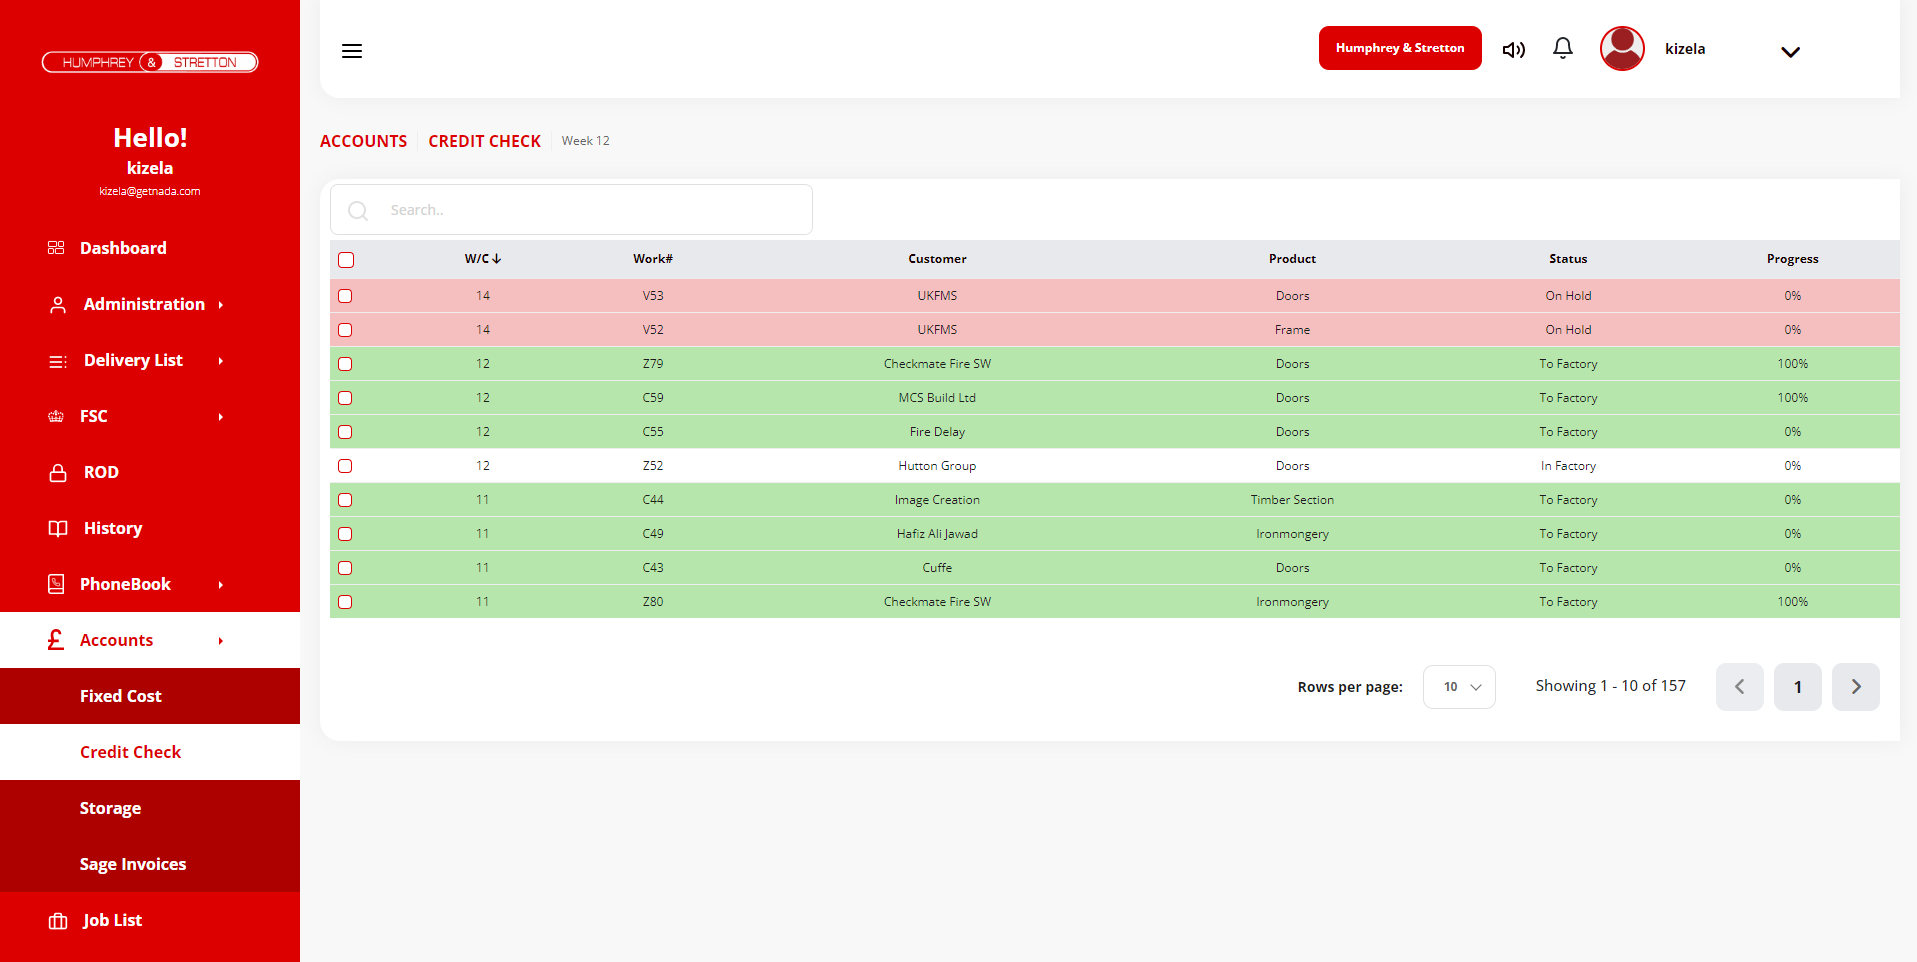 HUMPHREY & STRETTON
Hello!
kizela
kizela@getnada.com
Dashboard
Administration
Delivery List
FSC
ROD
History
PhoneBook
£ Accounts
Fixed Cost
Credit Check
Storage
Sage Invoices
Job List
Humphrey & Stretton
kizela
ACCOUNTS CREDIT CHECK Week 12
Search..
W/C↓ Work# Customer Product Status Progress
14 V53 UKFMS Doors On Hold 0%
14 V52 UKFMS Frame On Hold 0%
12 Z79 Checkmate Fire SW Doors To Factory 100%
12 C59 MCS Build Ltd Doors To Factory 100%
12 C55 Fire Delay Doors To Factory 0%
12 Z52 Hutton Group Doors In Factory 0%
11 C44 Image Creation Timber Section To Factory 0%
11 C49 Hafiz Ali Jawad Ironmongery To Factory 0%
11 C43 Cuffe Doors To Factory 0%
11 Z80 Checkmate Fire SW Ironmongery To Factory 100%
Rows per page: 10 Showing 1 - 10 of 157 1